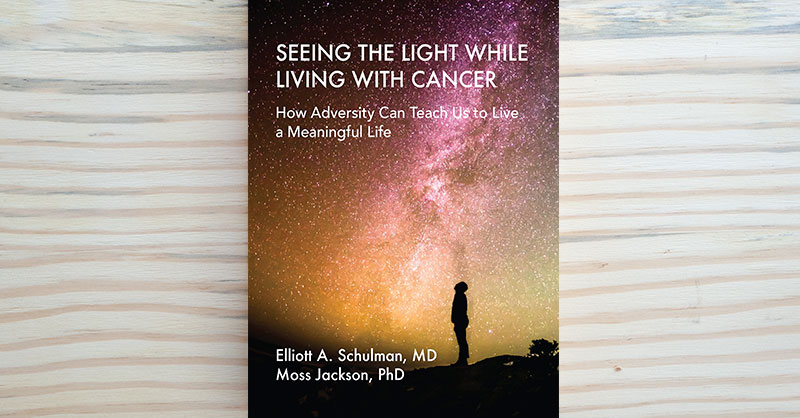 SEEING THE LIGHT WHILE
LIVING WITH CANCER
How Adversity Can Teach Us to Live
a Meaningful Life
Elliott A. Schulman, MD
Moss Jackson, PhD